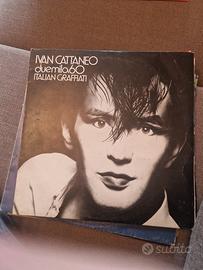 IVAN CATTANEO
duemila60
ITALIAN GRAFFIATI
subito